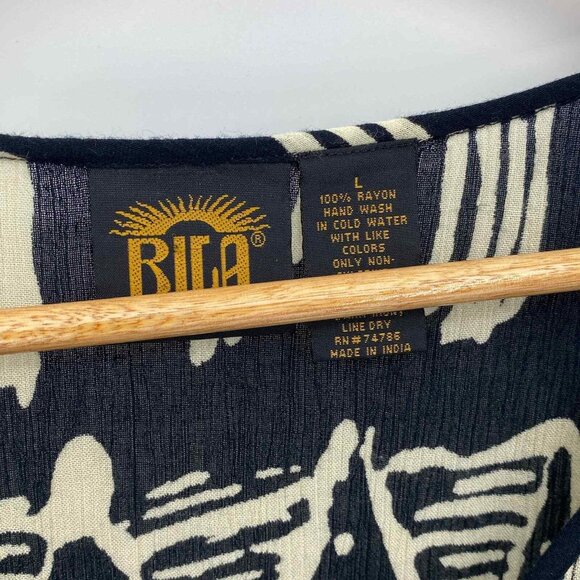 RITA®
L
100% RAYON
HAND WASH
IN COLD WATER
WITH LIKE
COLORS
ONLY NON-
LINE DRY
RN#74786
MADE IN INDIA